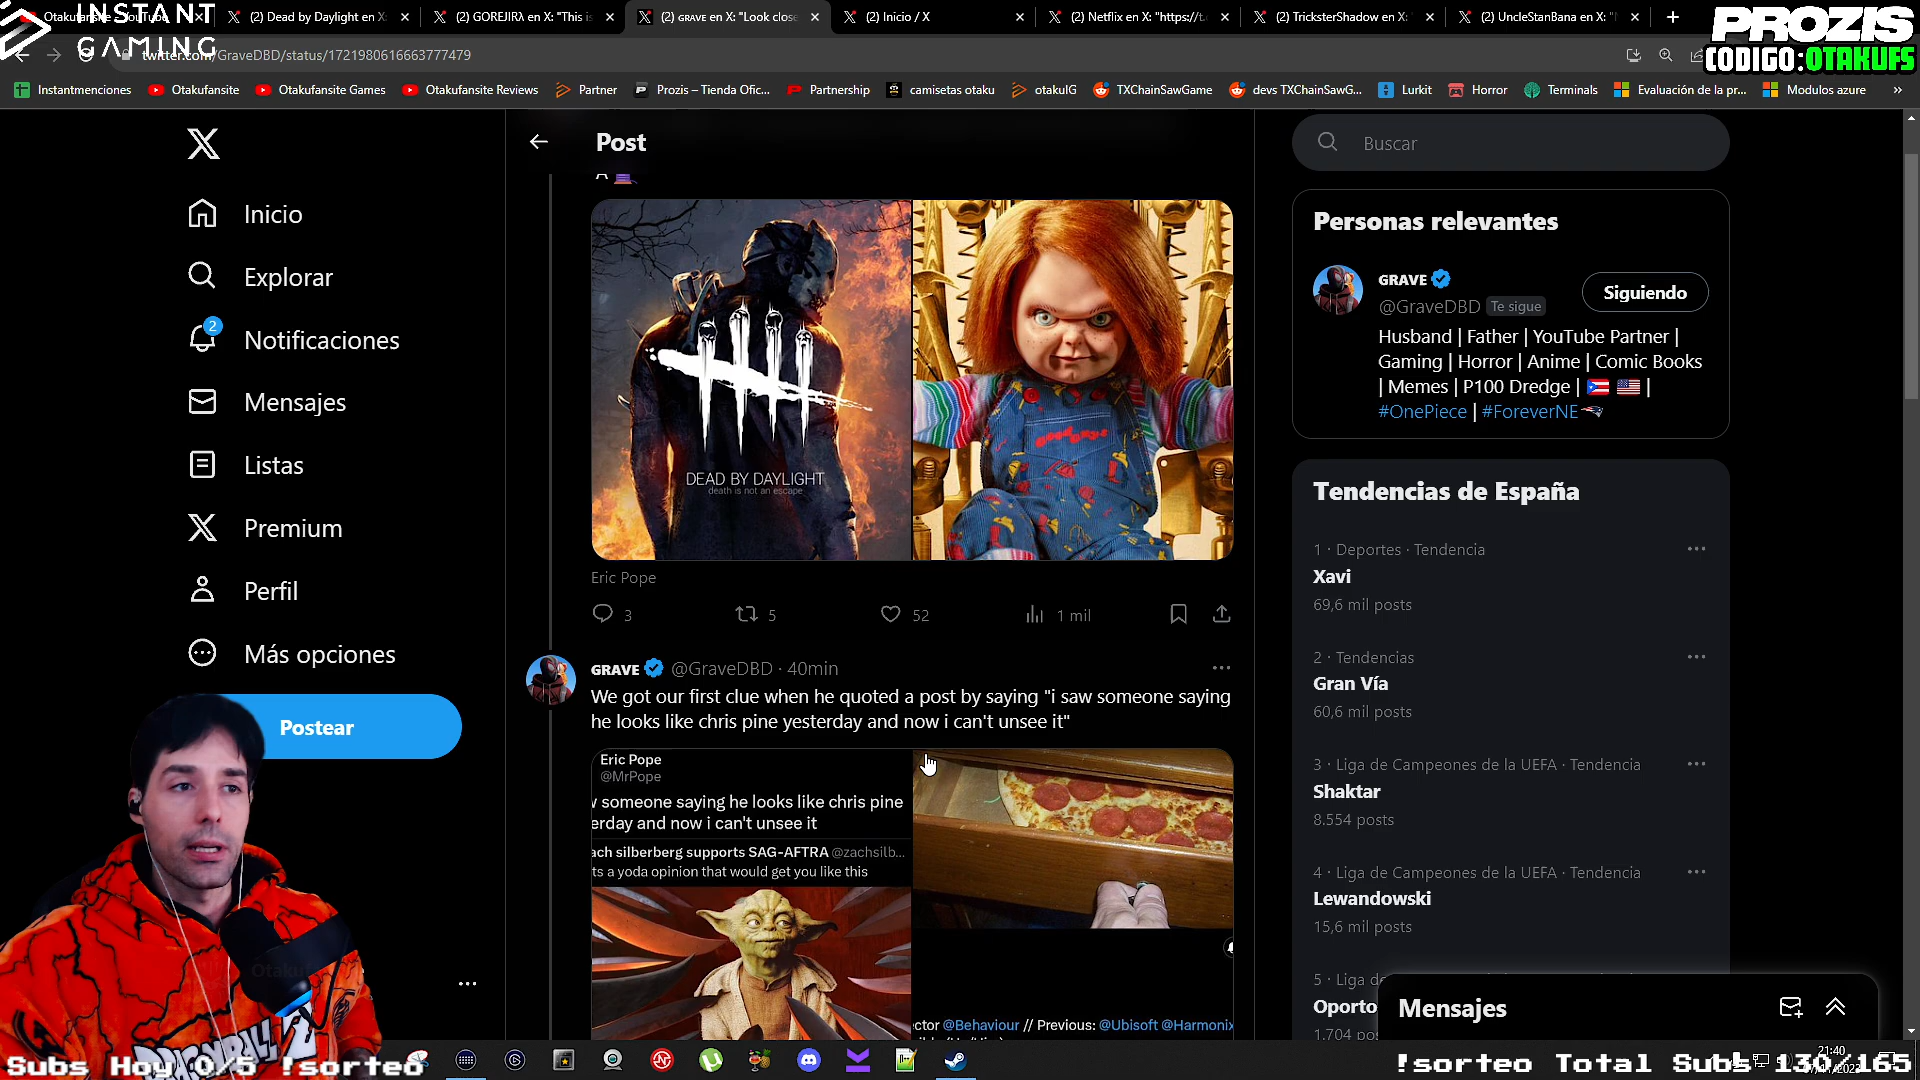 INSTANT
GAMING
(2) Dead by Daylight en X:
(2) GOREJIRλ en X: "This is
(2) GRAVE en X: "Look close
(2) Inicio / X
(2) Netflix en X: "https://t.
(2) TricksterShadow en X:
(2) UncleStanBana en X:
PROZIS
CODIGO:OTAKUFS
twitter.com/GraveDBD/status/1721980616663777479
Instantmenciones
Otakufansite
Otakufansite Games
Otakufansite Reviews
Partner
Prozis – Tienda Ofic...
Partnership
camisetas otaku
otakuIG
TXChainSawGame
devs TXChainSawG...
Lurkit
Horror
Terminals
Evaluación de la pr...
Modulos azure
Post
Inicio
Explorar
2
Notificaciones
Mensajes
Listas
Premium
Perfil
Más opciones
Postear
DEAD BY DAYLIGHT
death is not an escape
Good Guys
Eric Pope
3
5
52
1 mil
GRAVE @GraveDBD · 40min
We got our first clue when he quoted a post by saying "i saw someone saying
he looks like chris pine yesterday and now i can't unsee it"
Eric Pope
@MrPope
w someone saying he looks like chris pine
erday and now i can't unsee it
ach silberberg supports SAG-AFTRA @zachsilb...
ts a yoda opinion that would get you like this
ctor @Behaviour // Previous: @Ubisoft @Harmonix
Buscar
Personas relevantes
GRAVE
@GraveDBD Te sigue
Siguiendo
Husband | Father | YouTube Partner |
Gaming | Horror | Anime | Comic Books
| Memes | P100 Dredge | 🇵🇷 🇺🇸 |
#OnePiece | #ForeverNE
Tendencias de España
1 · Deportes · Tendencia
Xavi
69,6 mil posts
2 · Tendencias
Gran Vía
60,6 mil posts
3 · Liga de Campeones de la UEFA · Tendencia
Shaktar
8.554 posts
4 · Liga de Campeones de la UEFA · Tendencia
Lewandowski
15,6 mil posts
5 · Liga de
Oporto
1.704 pos
Mensajes
DRAGONBALL Z
Subs Hoy 0/5 !sorteo
!sorteo Total Subs 130/165
21:40